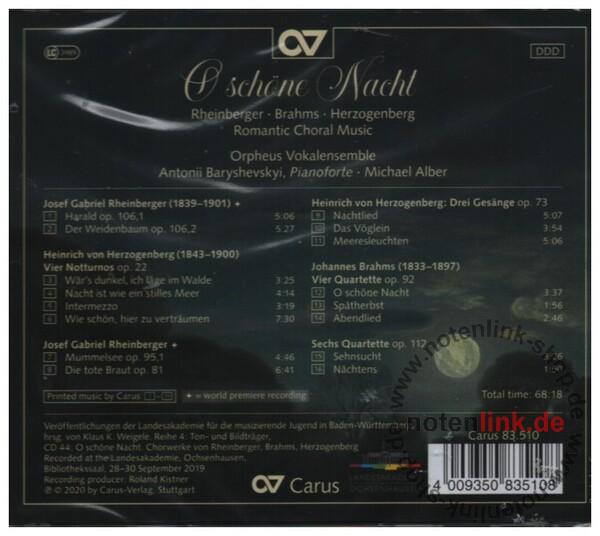 LC
DDD
O schöne Nacht
Rheinberger · Brahms · Herzogenberg
Romantic Choral Music
Orpheus Vokalensemble
Antonii Baryshevskyi, Pianoforte · Michael Alber
Josef Gabriel Rheinberger (1839–1901) +
1 Harald op. 106,1 5:06
2 Der Weidenbaum op. 106,2 5:27
Heinrich von Herzogenberg (1843–1900)
Vier Notturnos op. 22
3 Wär's dunkel, ich läge im Walde 3:25
4 Nacht ist wie ein stilles Meer 4:14
5 Intermezzo 3:19
6 Wie schön, hier zu verträumen 7:30
Josef Gabriel Rheinberger +
7 Mummelsee op. 95,1 4:46
8 Die tote Braut op. 81 6:41
Heinrich von Herzogenberg: Drei Gesänge op. 73
9 Nachtlied 5:07
10 Das Vöglein 3:54
11 Meeresleuchten 5:06
Johannes Brahms (1833–1897)
Vier Quartette op. 92
12 O schöne Nacht 3:37
13 Spätherbst 1:56
14 Abendlied 2:46
Sechs Quartette op. 112
15 Sehnsucht 3:26
16 Nächtens
Printed music by Carus
+ = world premiere recording
Total time: 68:18
Veröffentlichungen der Landesakademie für die musizierende Jugend in Baden-Württemberg
hrsg. von Klaus K. Weigele. Reihe 4: Ton- und Bildträger,
CD 44: O schöne Nacht. Chorwerke von Rheinberger, Brahms, Herzogenberg
Recorded at the Landesakademie, Ochsenhausen,
Bibliothekssaal, 28–30 September 2019
Recording producer: Roland Kistner
℗ © 2020 by Carus-Verlag, Stuttgart
Carus
LANDESAKADEMIE
OCHSENHAUSEN
Carus 83.510
4 009350 835108
notenlink.de
www.notenlink-shop.de